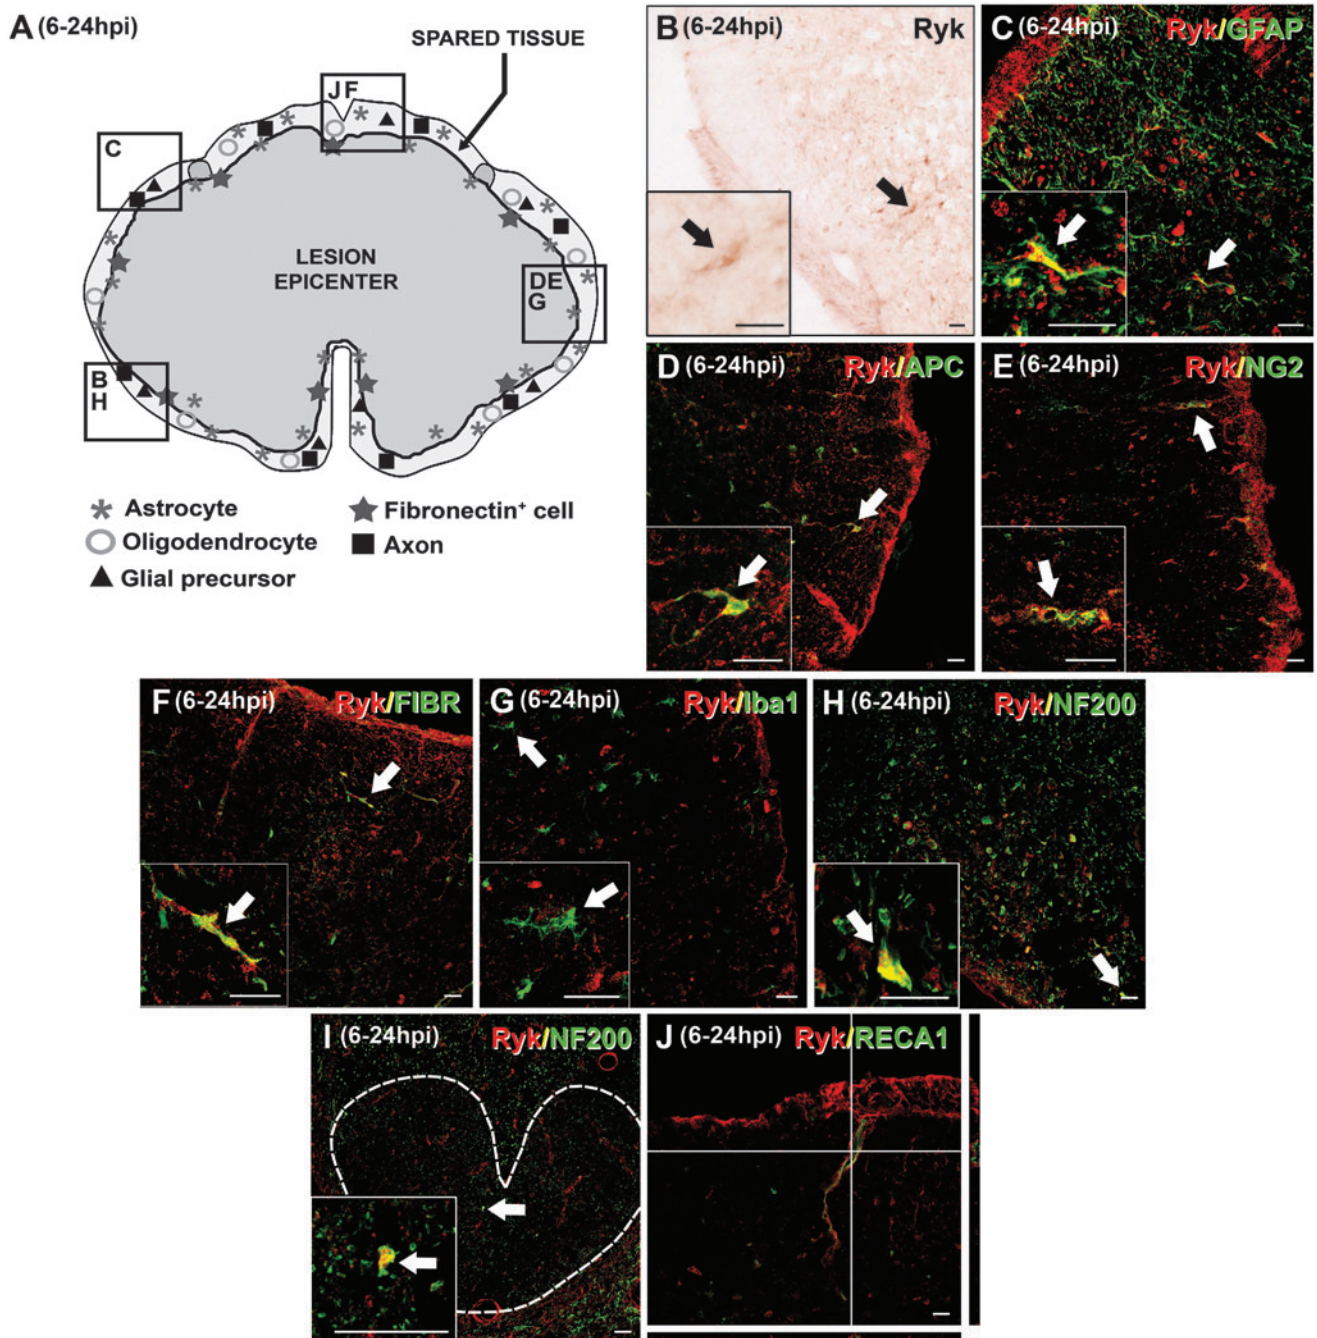 A (6-24hpi)
SPARED TISSUE
J F
C
LESION
EPICENTER
DE
G
B
H
Astrocyte
Oligodendrocyte
Glial precursor
Fibronectin⁺ cell
Axon
B (6-24hpi) Ryk
C (6-24hpi) Ryk/GFAP
D (6-24hpi) Ryk/APC
E (6-24hpi) Ryk/NG2
F (6-24hpi) Ryk/FIBR
G (6-24hpi) Ryk/Iba1
H (6-24hpi) Ryk/NF200
I (6-24hpi) Ryk/NF200
J (6-24hpi) Ryk/RECA1